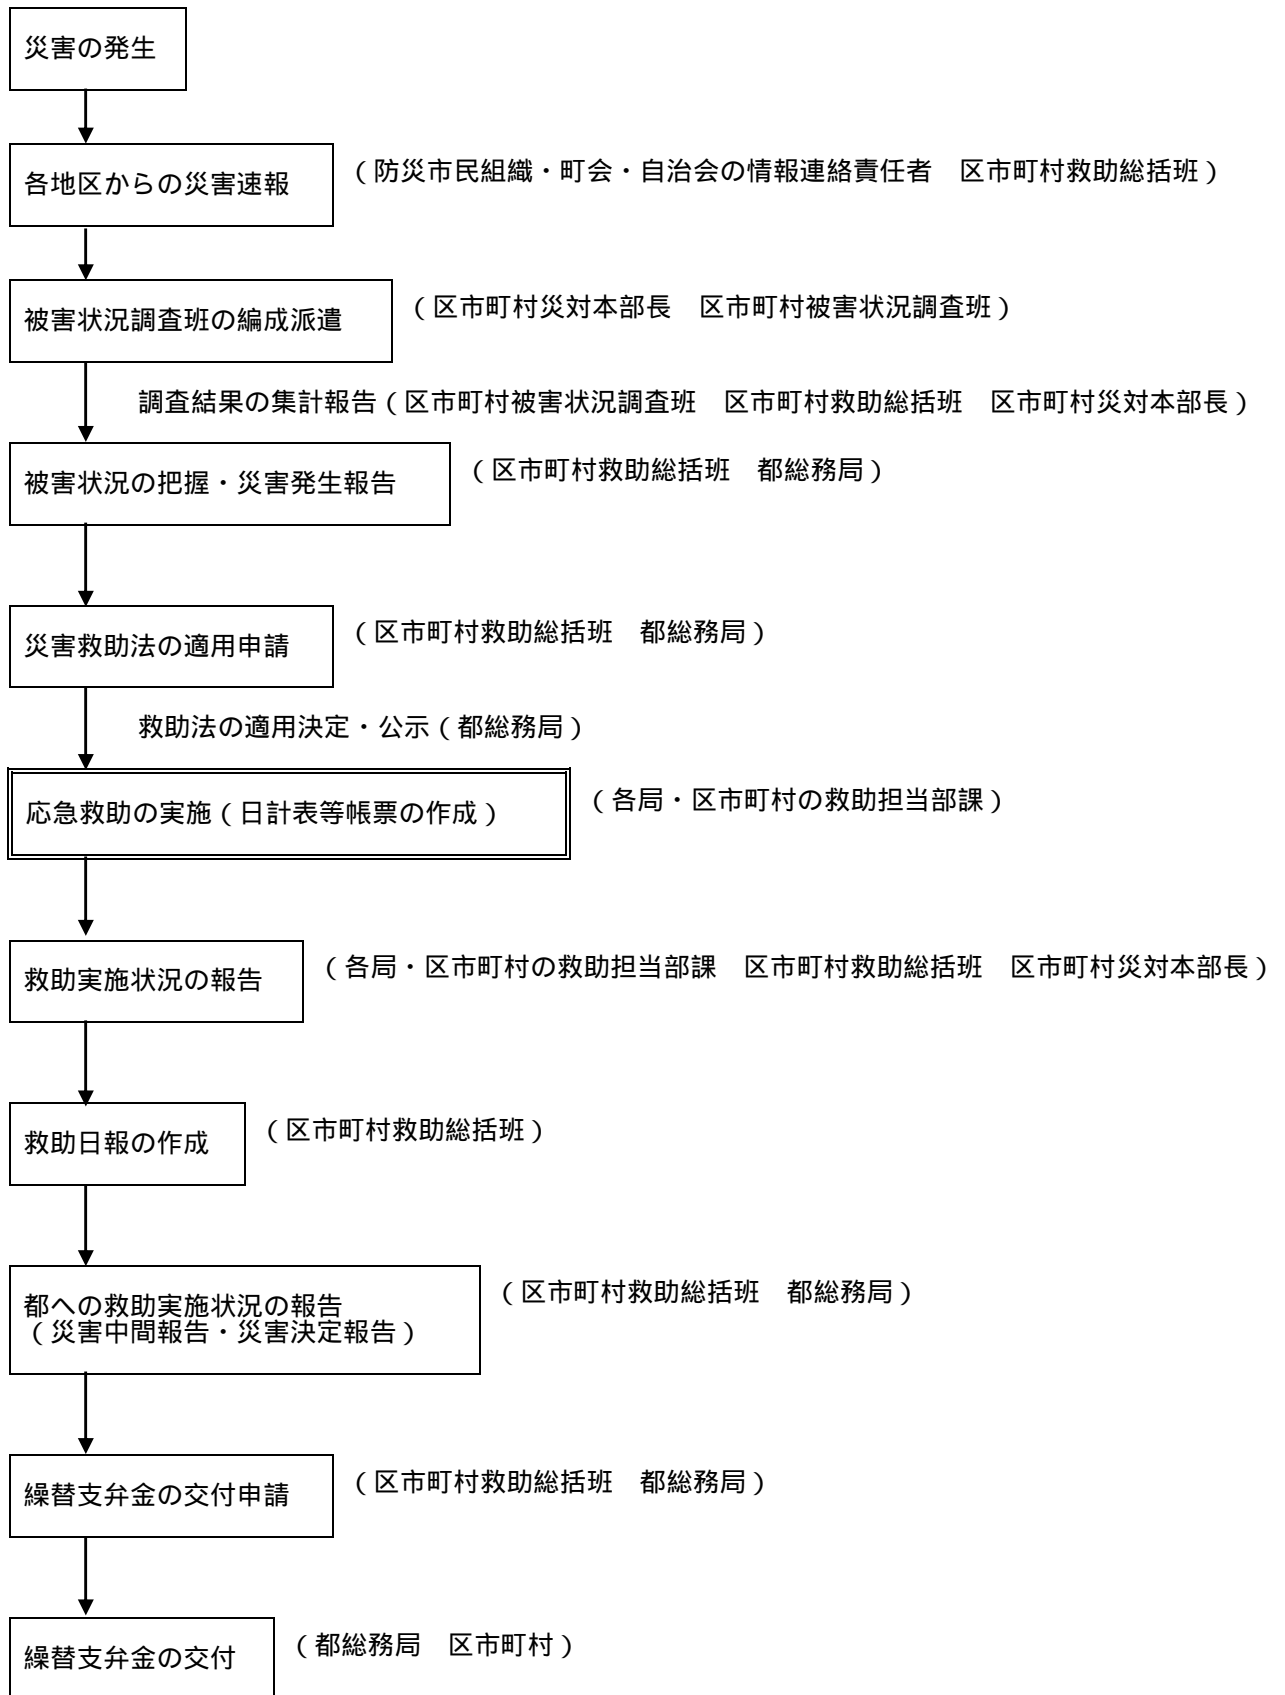 災害の発生
各地区からの災害速報
（防災市民組織・町会・自治会の情報連絡責任者　区市町村救助総括班）
被害状況調査班の編成派遣
（区市町村災対本部長　区市町村被害状況調査班）
調査結果の集計報告（区市町村被害状況調査班　区市町村救助総括班　区市町村災対本部長）
被害状況の把握・災害発生報告
（区市町村救助総括班　都総務局）
災害救助法の適用申請
（区市町村救助総括班　都総務局）
救助法の適用決定・公示（都総務局）
応急救助の実施（日計表等帳票の作成）
（各局・区市町村の救助担当部課）
救助実施状況の報告
（各局・区市町村の救助担当部課　区市町村救助総括班　区市町村災対本部長）
救助日報の作成
（区市町村救助総括班）
都への救助実施状況の報告
（災害中間報告・災害決定報告）
（区市町村救助総括班　都総務局）
繰替支弁金の交付申請
（区市町村救助総括班　都総務局）
繰替支弁金の交付
（都総務局　区市町村）